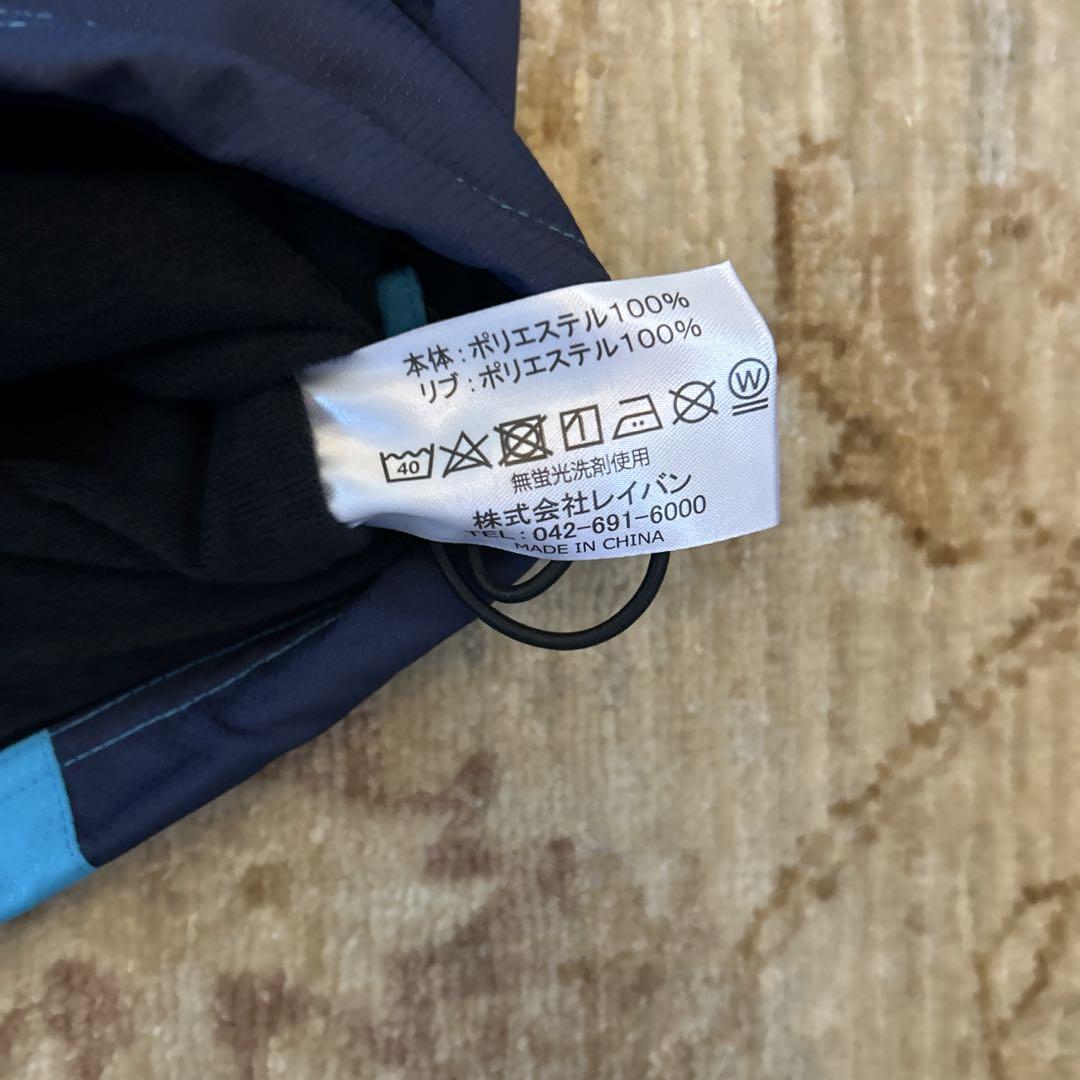 本体：ポリエステル100%
リブ：ポリエステル100%
40 W
無蛍光洗剤使用
株式会社レイバン
TEL：042-691-6000
MADE IN CHINA